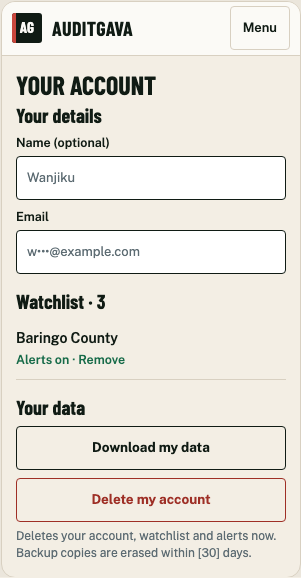 AG AUDITGAVA Menu
YOUR ACCOUNT
Your details
Name (optional)
Wanjiku
Email
w•••@example.com
Watchlist · 3
Baringo County
Alerts on · Remove
Your data
Download my data
Delete my account
Deletes your account, watchlist and alerts now.
Backup copies are erased within [30] days.